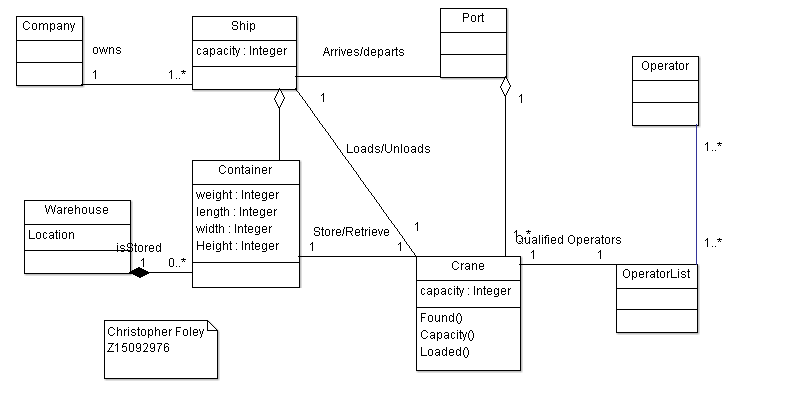 Company
owns
1
1..*
Ship
capacity : Integer
Arrives/departs
Port
1
1
Operator
1..*
1..*
Loads/Unloads
1
Container
weight : Integer
length : Integer
width : Integer
Height : Integer
Warehouse
Location
isStored
1
0..*
Store/Retrieve
1
1
1..*
Qualified Operators
1
1
Crane
capacity : Integer
Found()
Capacity()
Loaded()
OperatorList
Christopher Foley
Z15092976